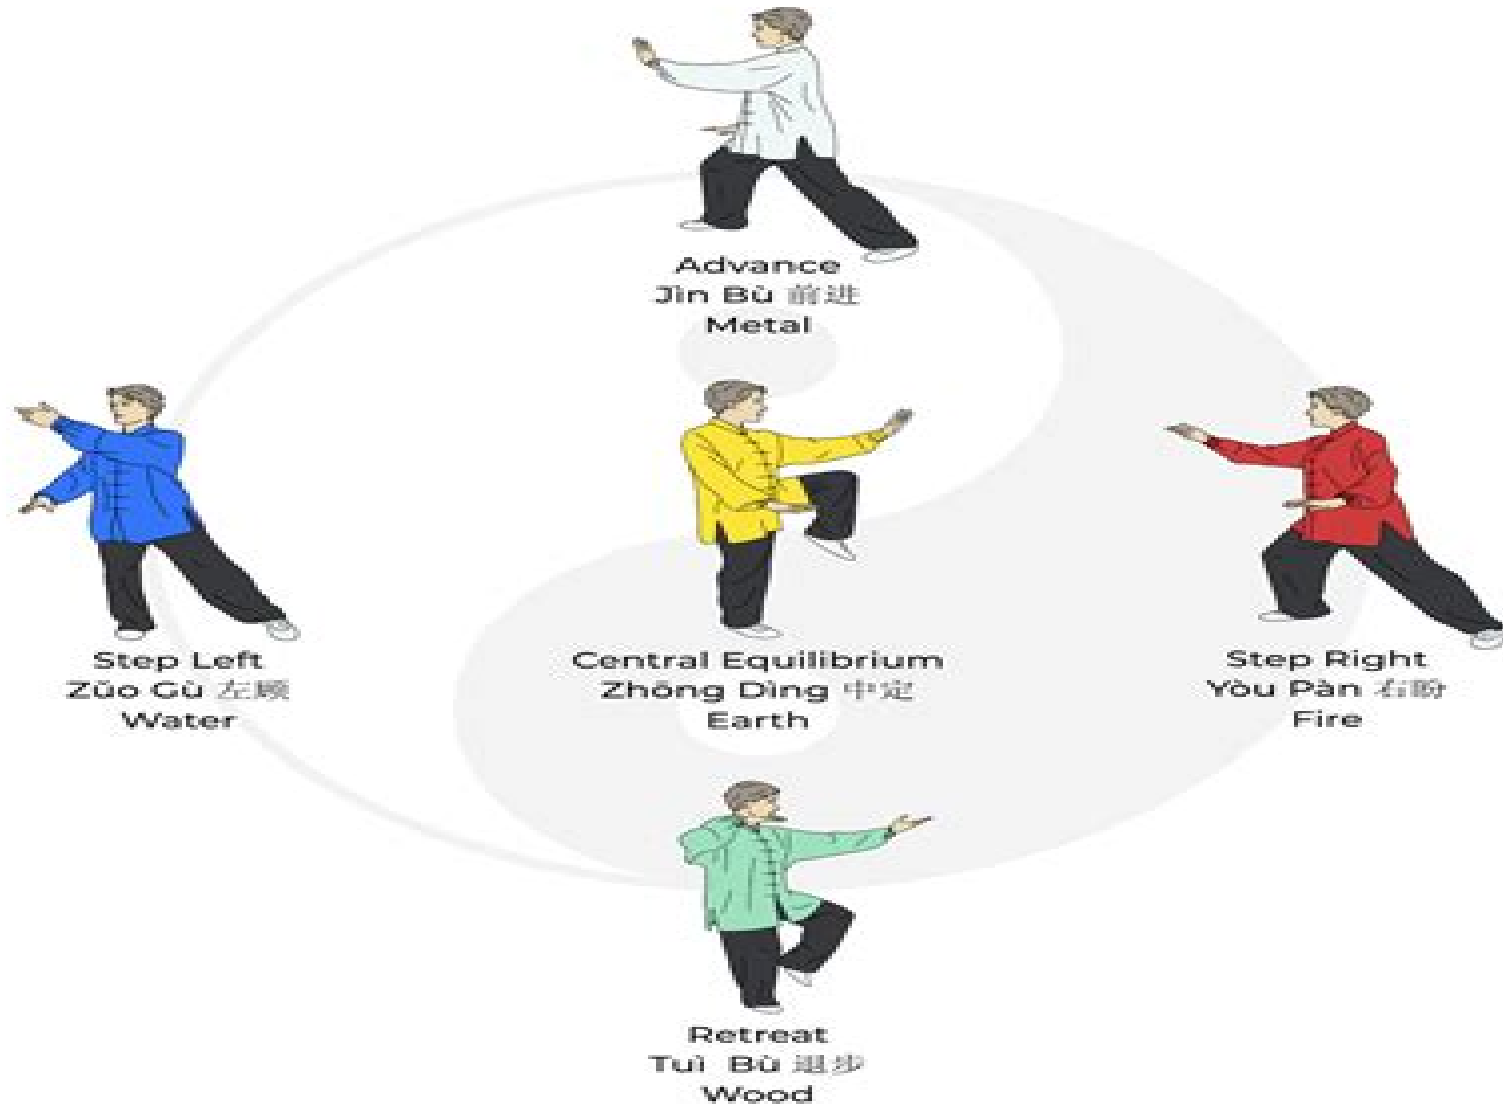 Advance
Jìn Bù 前进
Metal
Step Left
Zǔo Gù 左顾
Water
Central Equilibrium
Zhōng Dìng 中定
Earth
Step Right
Yòu Pàn 右盼
Fire
Retreat
Tuì Bù 退步
Wood